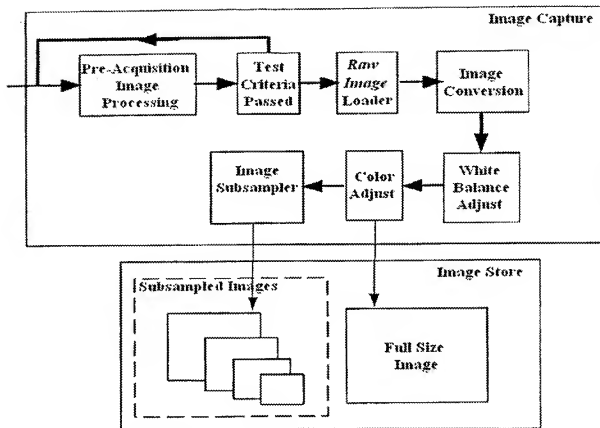 Image Capture
Pre-Acquisition
Image
Processing
Test
Criteria
Passed
Raw
Image
Loader
Image
Conversion
Image
Subsampler
Color
Adjust
White
Balance
Adjust
Image Store
Subsampled Images
Full Size
Image